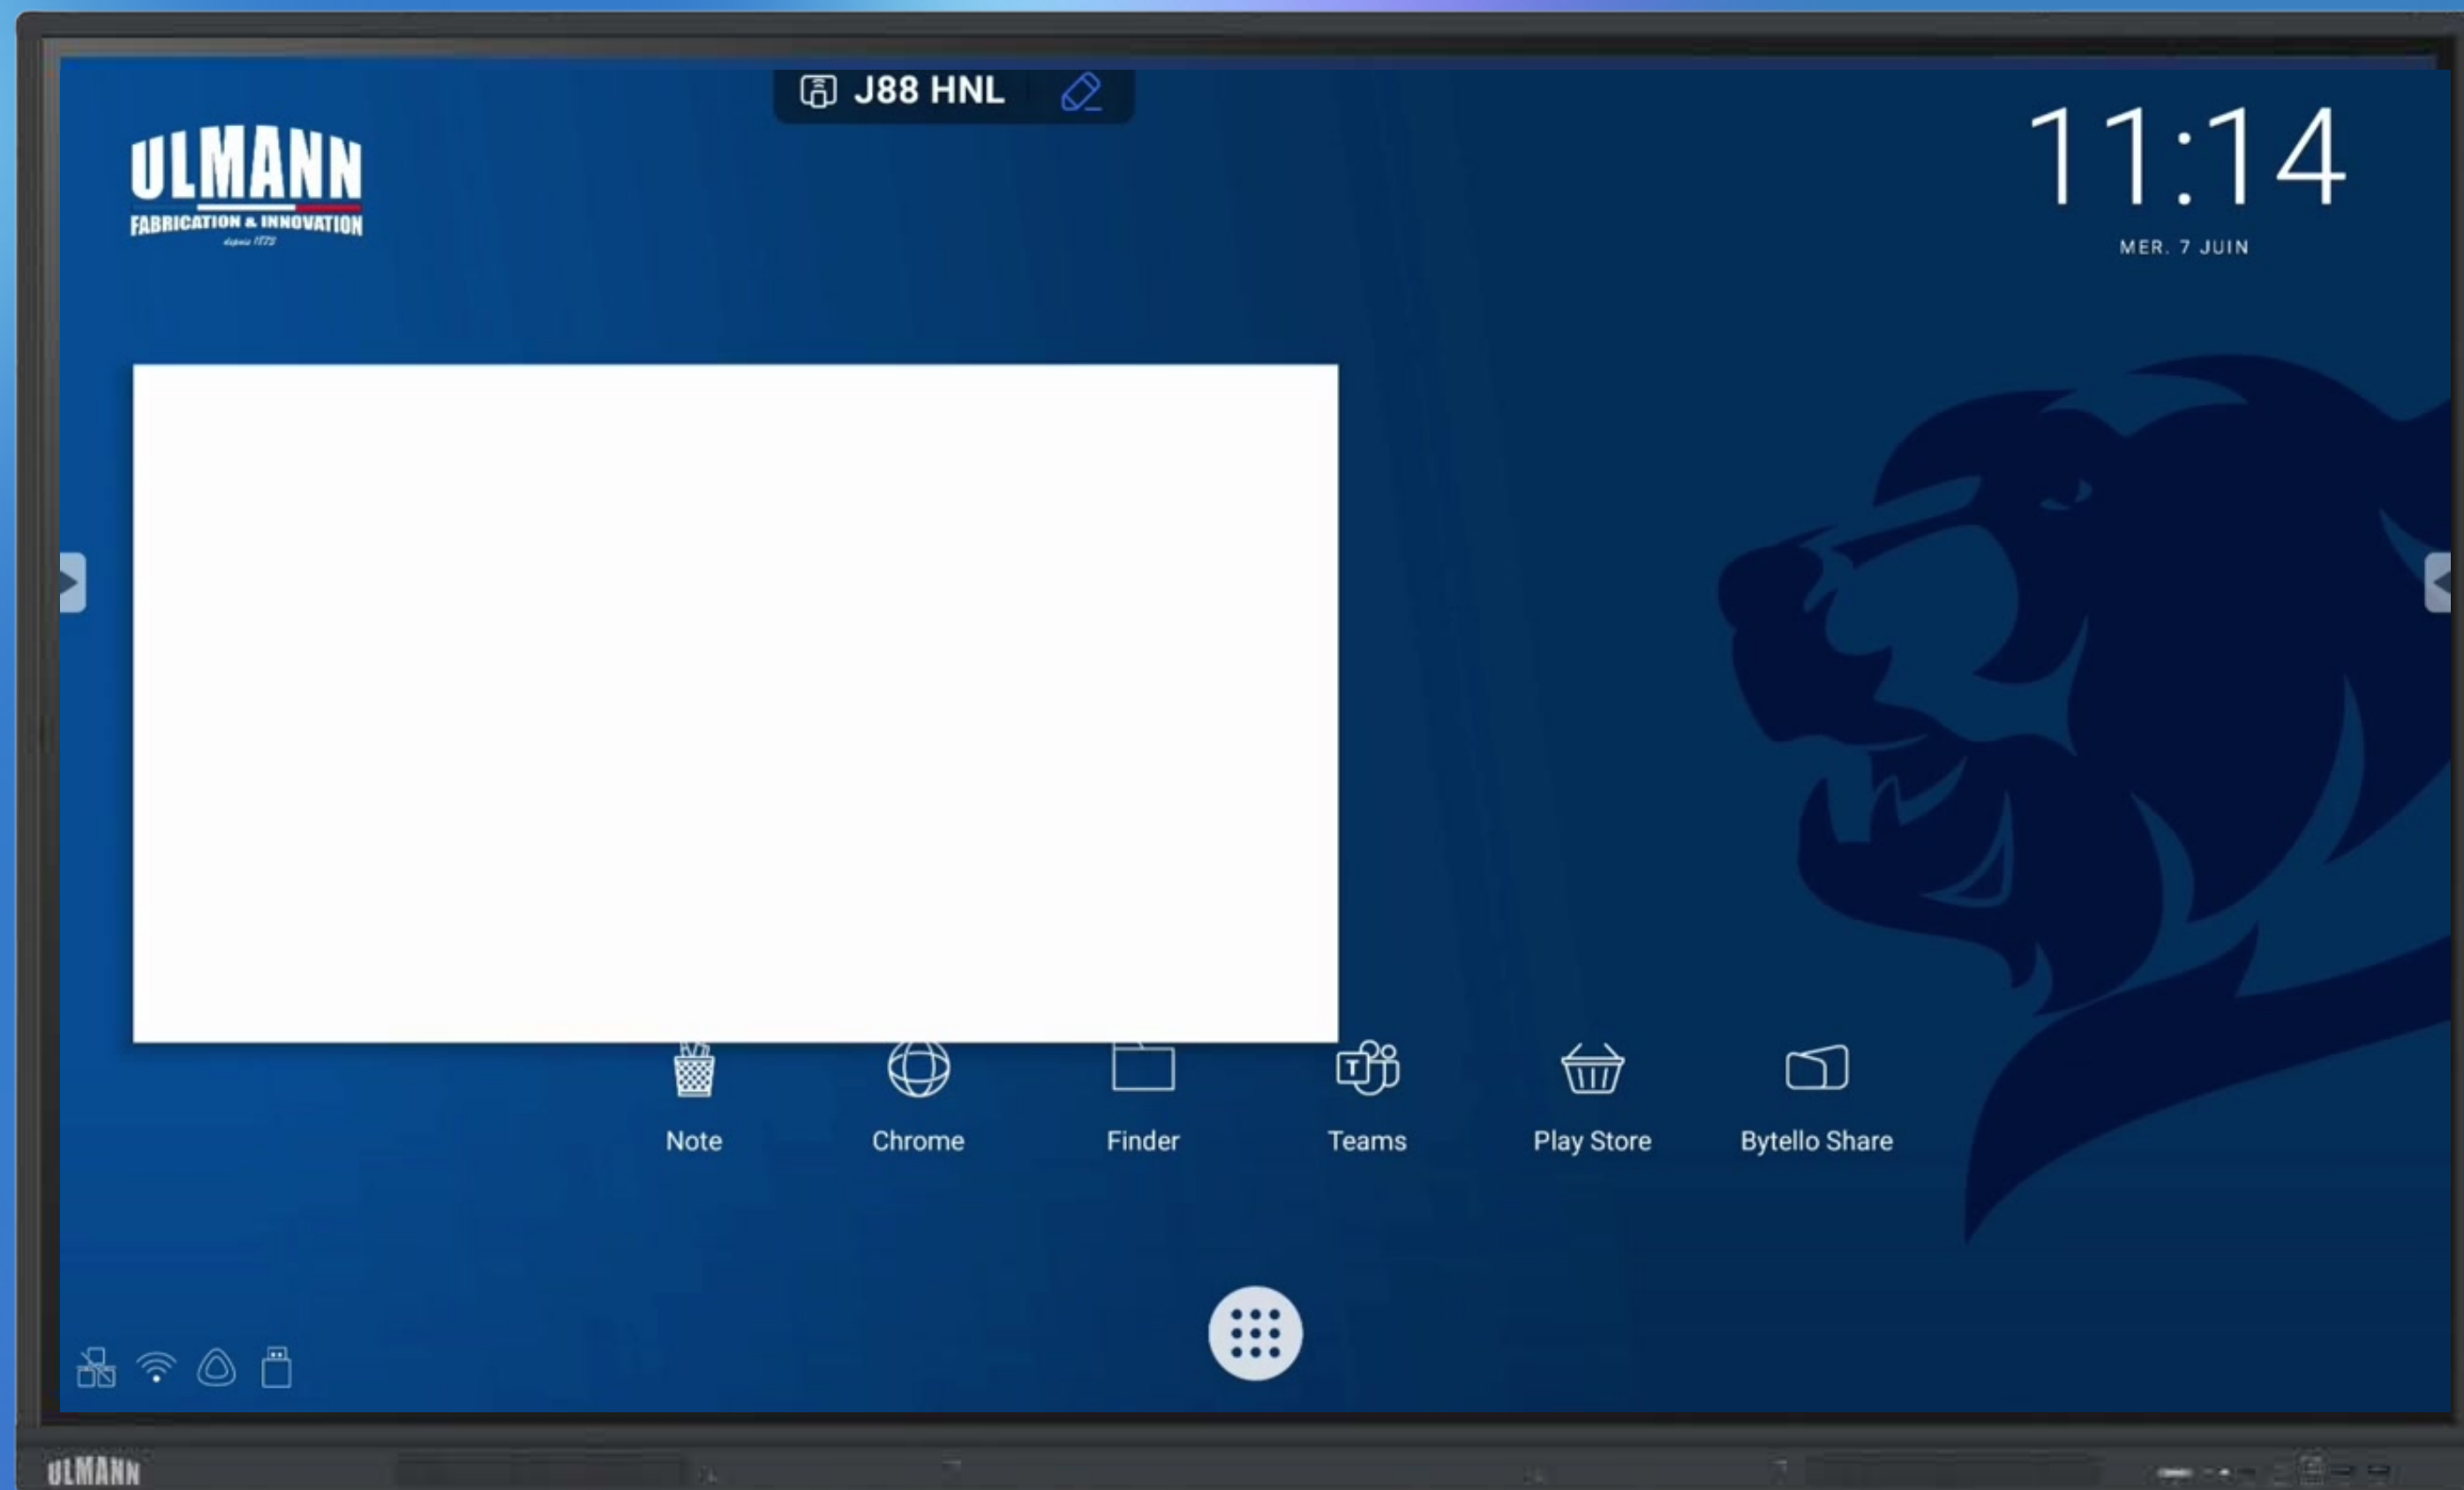 J88 HNL
ULMANN
FABRICATION & INNOVATION
11:14
MER. 7 JUIN
T
Note
Chrome
Finder
Teams
Play Store
Bytello Share
ULMANN